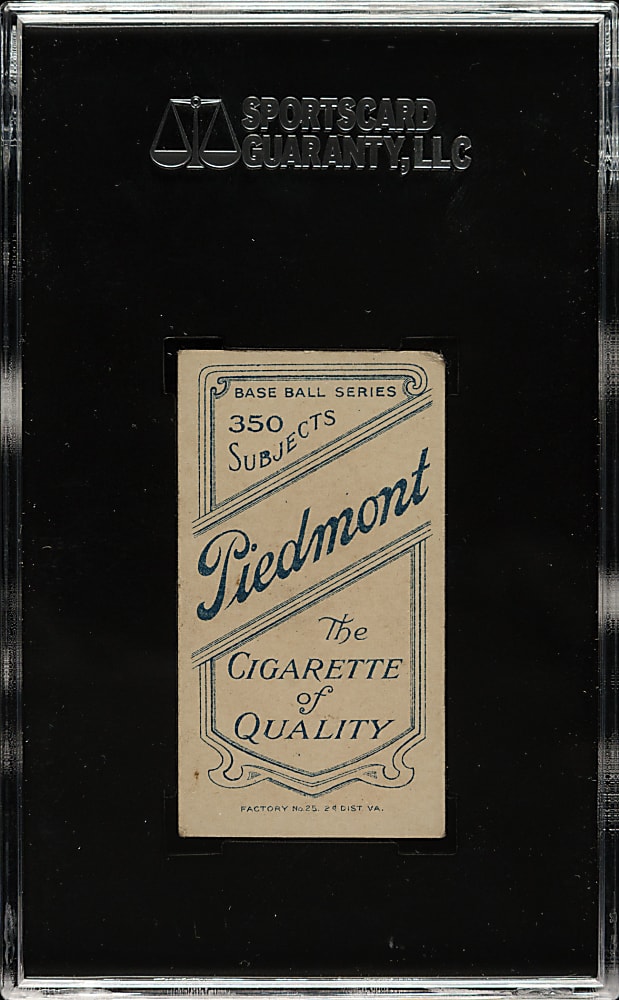 SPORTSCARD
GUARANTY, LLC
BASE BALL SERIES
350
SUBJECTS
Piedmont
The
CIGARETTE
of
QUALITY
FACTORY No. 25. 2d DIST VA.